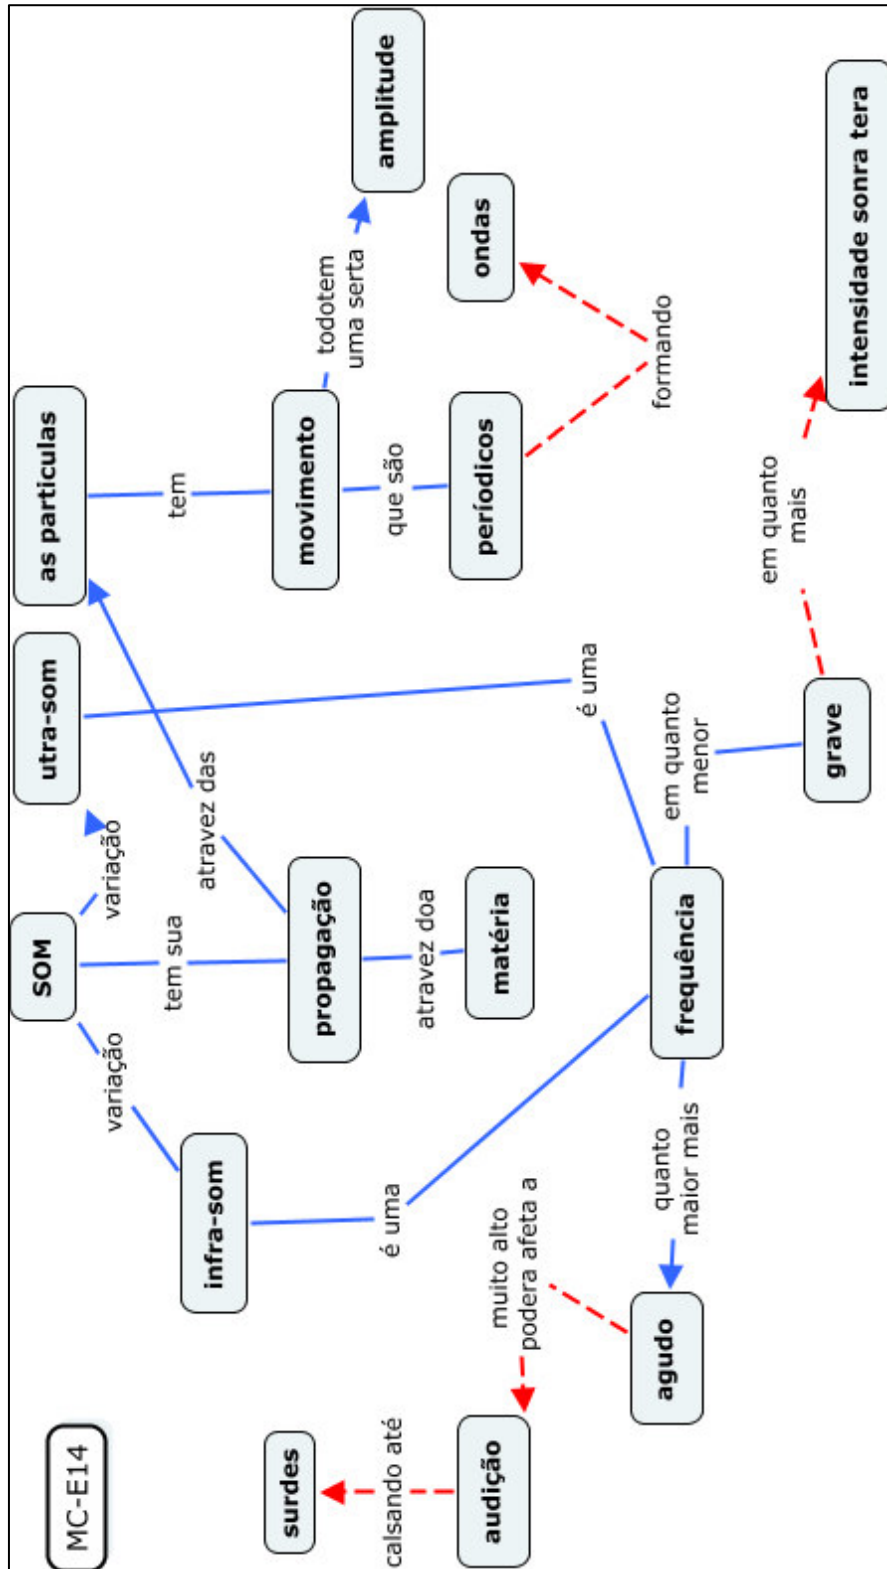 MC-E14
SOM
variação
tem sua
variação
infra-som
propagação
utra-som
as particulas
atravez das
atravez doa
matéria
tem
movimento
todotem
uma serta
amplitude
que são
períodicos
formando
ondas
é uma
é uma
frequência
quanto
maior mais
agudo
muito alto
podera afeta a
audição
calsando até
surdes
em quanto
menor
grave
em quanto
mais
intensidade sonra tera